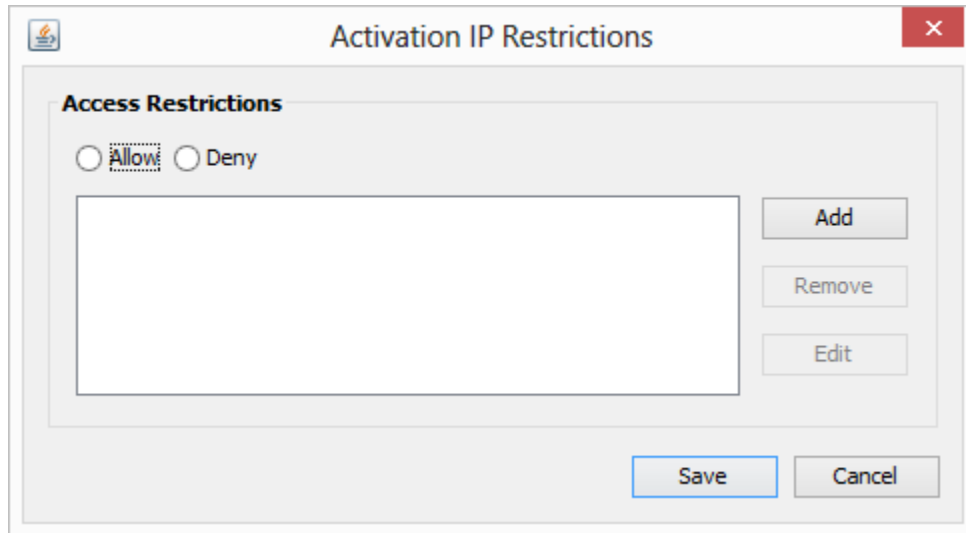 Activation IP Restrictions
Access Restrictions
Allow Deny
Add
Remove
Edit
Save Cancel